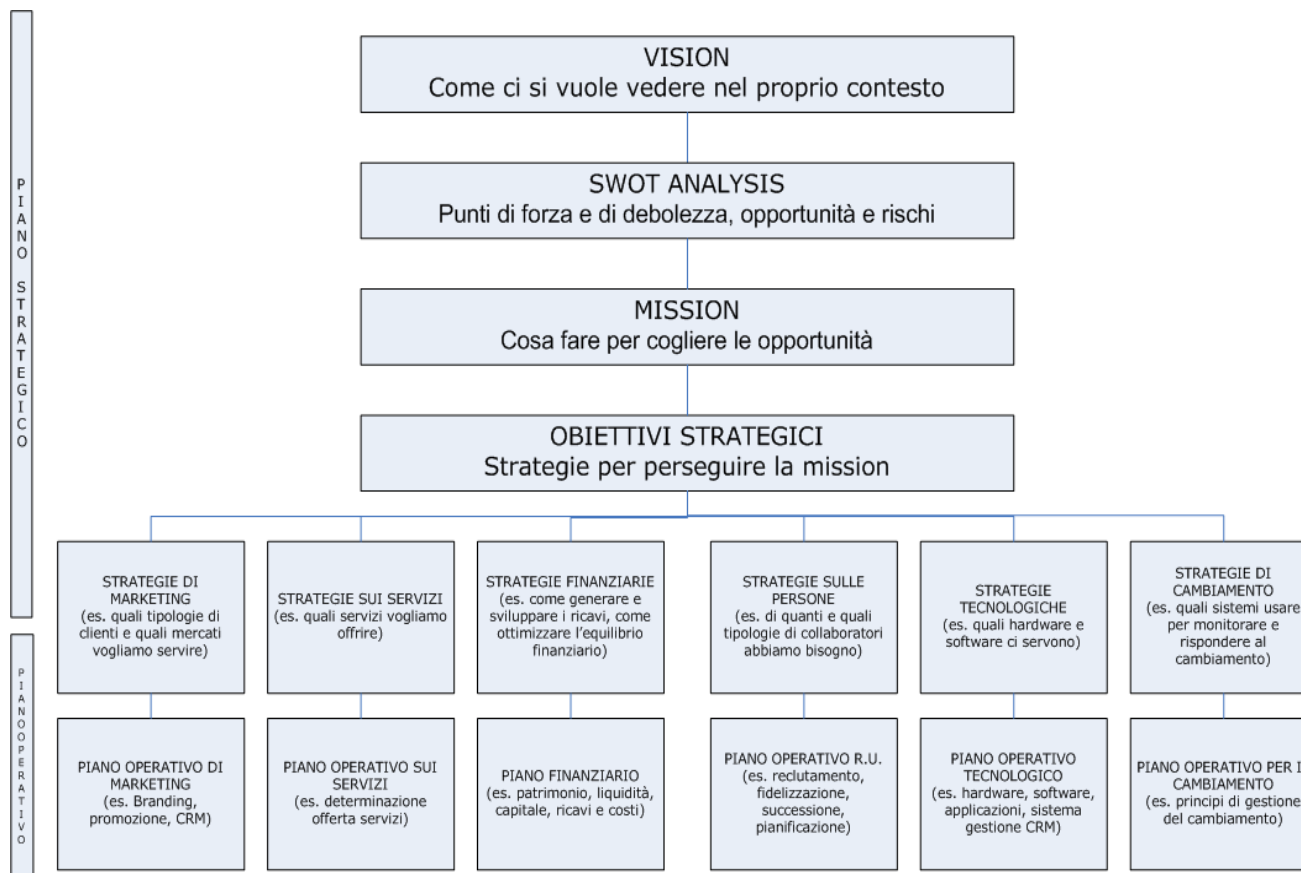 PIANO STRATEGICO
VISION
Come ci si vuole vedere nel proprio contesto
SWOT ANALYSIS
Punti di forza e di debolezza, opportunità e rischi
MISSION
Cosa fare per cogliere le opportunità
OBIETTIVI STRATEGICI
Strategie per perseguire la mission
STRATEGIE DI
MARKETING
(es. quali tipologie di
clienti e quali mercati
vogliamo servire)
STRATEGIE SUI SERVIZI
(es. quali servizi vogliamo
offrire)
STRATEGIE FINANZIARIE
(es. come generare e
sviluppare i ricavi, come
ottimizzare l'equilibrio
finanziario)
STRATEGIE SULLE
PERSONE
(es. di quanti e quali
tipologie di collaboratori
abbiamo bisogno)
STRATEGIE
TECNOLOGICHE
(es. quali hardware e
software ci servono)
STRATEGIE DI
CAMBIAMENTO
(es. quali sistemi usare
per monitorare e
rispondere al
cambiamento)
PIANOOPERATIVO
PIANO OPERATIVO DI
MARKETING
(es. Branding,
promozione, CRM)
PIANO OPERATIVO SUI
SERVIZI
(es. determinazione
offerta servizi)
PIANO FINANZIARIO
(es. patrimonio, liquidità,
capitale, ricavi e costi)
PIANO OPERATIVO R.U.
(es. reclutamento,
fidelizzazione,
successione,
pianificazione)
PIANO OPERATIVO
TECNOLOGICO
(es. hardware, software,
applicazioni, sistema
gestione CRM)
PIANO OPERATIVO PER I
CAMBIAMENTO
(es. principi di gestione
del cambiamento)